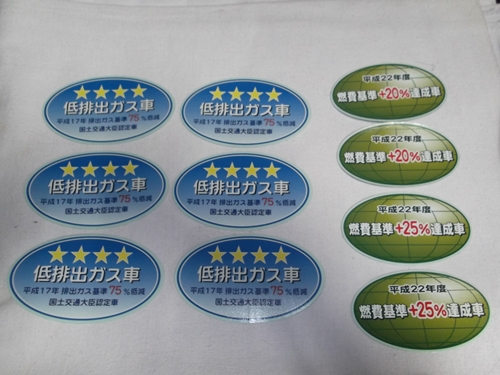 ★★★★
低排出ガス車
平成17年 排出ガス基準 75 %低減
国土交通大臣認定車
★★★★
低排出ガス車
平成17年 排出ガス基準 75 %低減
国土交通大臣認定車
平成22年度
燃費基準+20%達成車
平成22年度
燃費基準+20%達成車
★★★★
低排出ガス車
平成17年 排出ガス基準 75 %低減
国土交通大臣認定車
★★★★
低排出ガス車
平成17年 排出ガス基準 75 %低減
国土交通大臣認定車
平成22年度
燃費基準+25%達成車
★★★★
低排出ガス車
平成17年 排出ガス基準 75 %低減
国土交通大臣認定車
★★★★
低排出ガス車
平成17年 排出ガス基準 75 %低減
国土交通大臣認定車
平成22年度
燃費基準+25%達成車